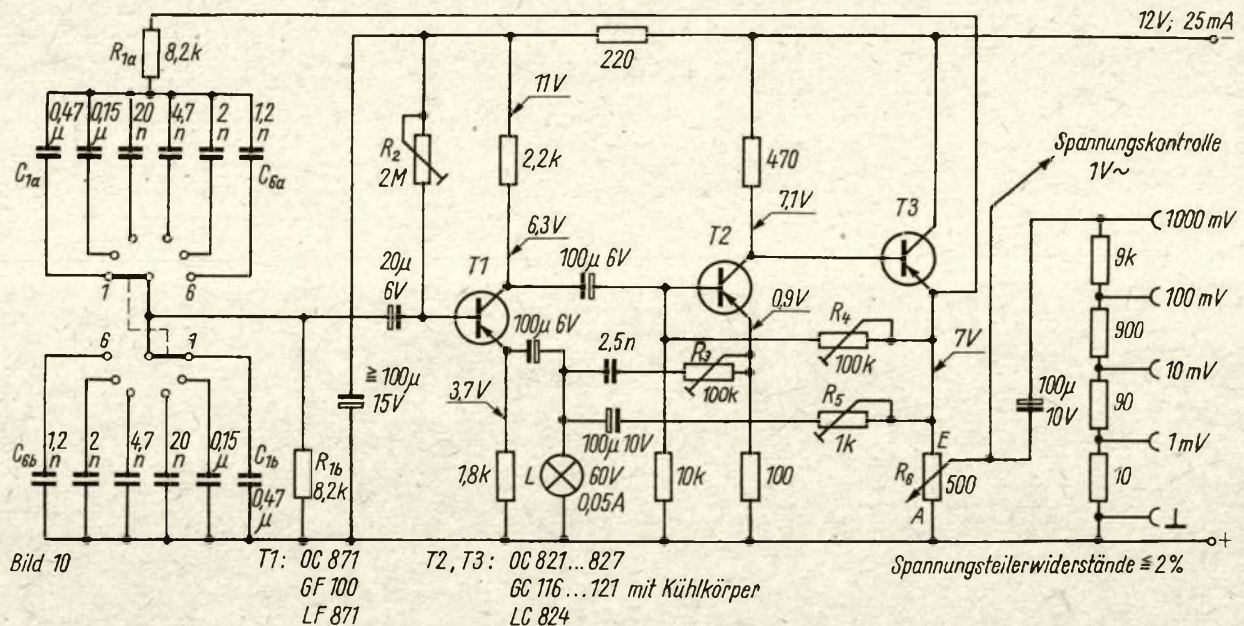 12V; 25mA
R1a
8,2k
220
0,47
μ
0,15
μ
20
n
4,7
n
2
n
1,2
n
C1a
C6a
11V
R2
2M
2,2k
470
Spannungskontrolle
1V~
7,1V
T3
1000 mV
6,3V
T2
9k
1
6
20μ
6V
T1
100μ 6V
100 mV
0,9V
900
100μ 6V
R4
100k
7V
6
1
2,5n
R3
100k
10 mV
≧ 100μ
15V
3,7V
100μ
10V
90
R5
1k
100μ 10V
1 mV
1,2
n
2
n
4,7
n
20
n
0,15
μ
C6b
C1b
0,47
μ
R1b
8,2k
1,8k
L
60V
0,05A
10k
100
E
R6
500
A
10
⊥
-
+
Bild 10
T1: OC 871
GF 100
LF 871
T2, T3: OC 821...827
GC 116...121 mit Kühlkörper
LC 824
Spannungsteilerwiderstände ≦ 2%